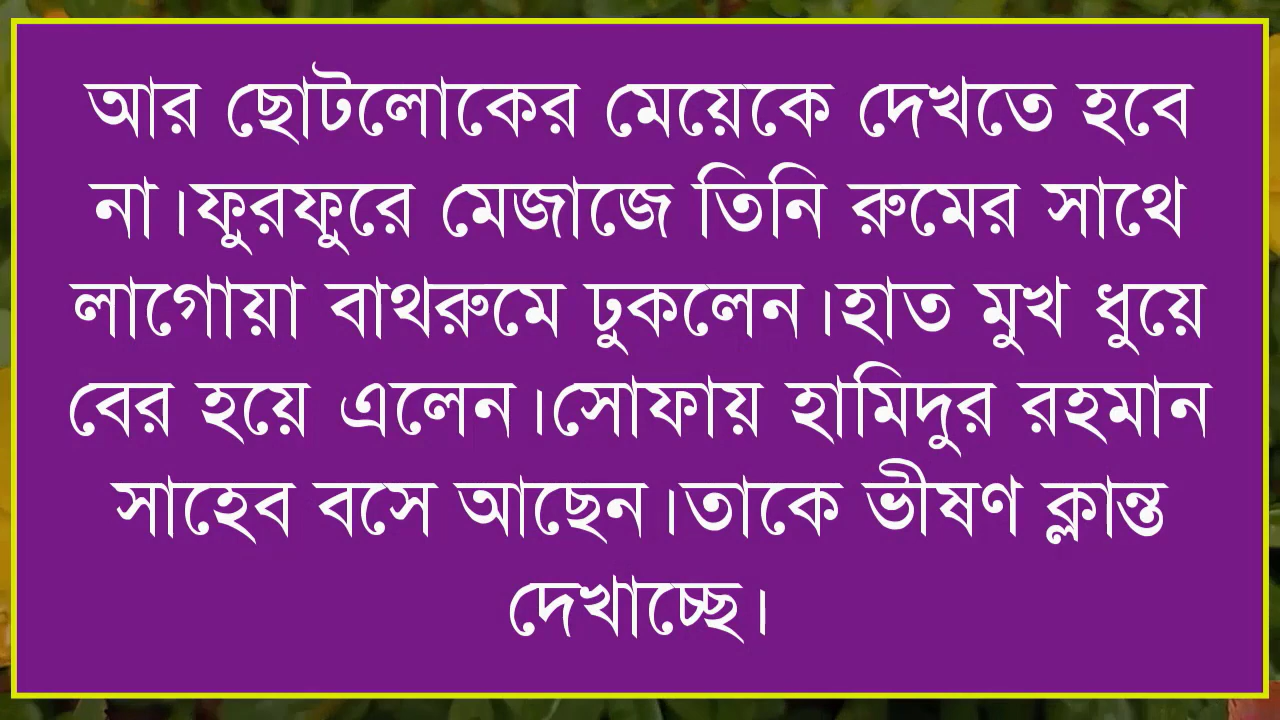 আর ছোটলোকের মেয়েকে দেখতে হবে
না।ফুরফুরে মেজাজে তিনি রুমের সাথে
লাগোয়া বাথরুমে ঢুকলেন।হাত মুখ ধুয়ে
বের হয়ে এলেন।সোফায় হামিদুর রহমান
সাহেব বসে আছেন।তাকে ভীষণ ক্লান্ত
দেখাচ্ছে।